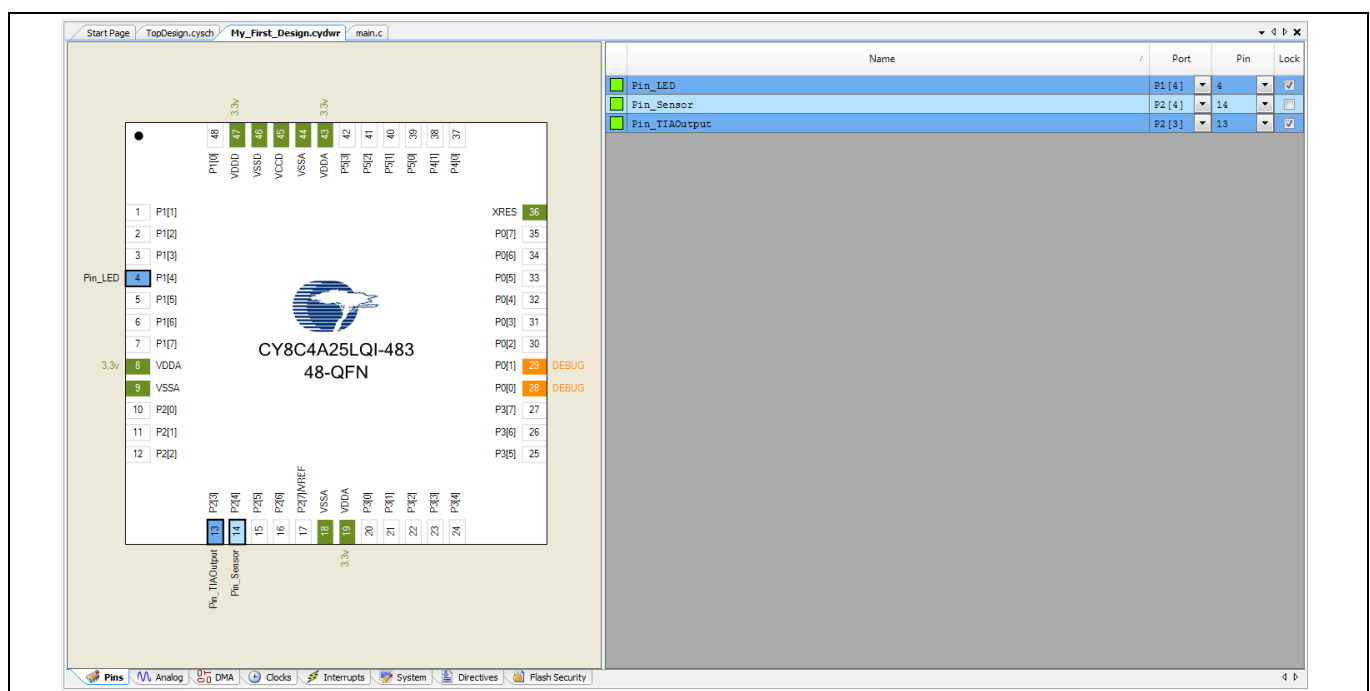 Start Page TopDesign.cysch My_First_Design.cydwr main.c
Name / Port Pin Lock
Pin_LED P1[4] 4
Pin_Sensor P2[4] 14
Pin_TIAOutput P2[3] 13
3.3v 3.3v
48 47 46 45 44 43 42 41 40 39 38 37
P1[0] VDDD VSSD VCCD VSSA VDDA P5[3] P5[2] P5[1] P5[0] P4[1] P4[0]
1 P1[1] XRES 36
2 P1[2] P0[7] 35
3 P1[3] P0[6] 34
Pin_LED 4 P1[4] P0[5] 33
5 P1[5] P0[4] 32
6 P1[6] P0[3] 31
7 P1[7] P0[2] 30
CY8C4A25LQI-483
48-QFN
3.3v 8 VDDA P0[1] 29 DEBUG
9 VSSA P0[0] 28 DEBUG
10 P2[0] P3[7] 27
11 P2[1] P3[6] 26
12 P2[2] P3[5] 25
P2[3] P2[4] P2[5] P2[6] P2[7]/VREF VSSA VDDA P3[0] P3[1] P3[2] P3[3] P3[4]
13 14 15 16 17 18 19 20 21 22 23 24
Pin_TIAOutput Pin_Sensor 3.3v
Pins Analog DMA Clocks Interrupts System Directives Flash Security